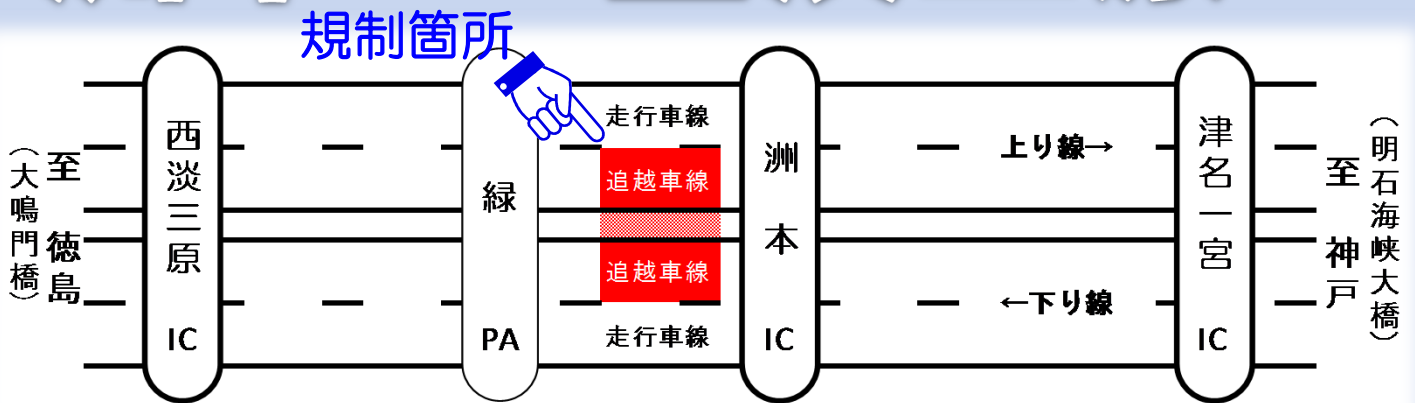 規制箇所
至 徳島
（大鳴門橋）
西淡三原 IC
緑 PA
走行車線
追越車線
追越車線
走行車線
洲本 IC
上り線→
←下り線
津名一宮 IC
至 神戸
（明石海峡大橋）